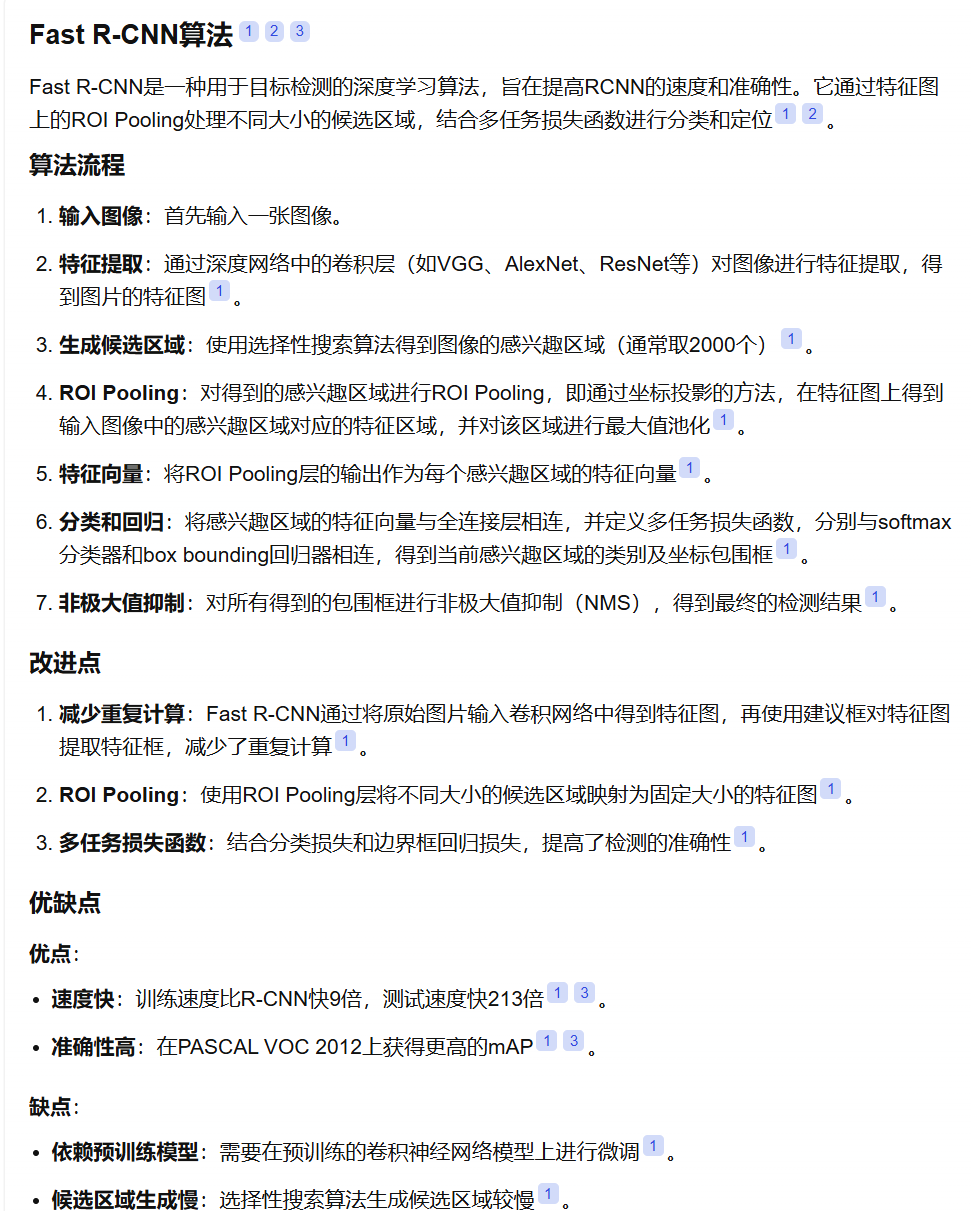 Fast R-CNN算法 1 2 3
Fast R-CNN是一种用于目标检测的深度学习算法，旨在提高RCNN的速度和准确性。它通过特征图
上的ROI Pooling处理不同大小的候选区域，结合多任务损失函数进行分类和定位 1 2 。
算法流程
1. 输入图像：首先输入一张图像。
2. 特征提取：通过深度网络中的卷积层（如VGG、AlexNet、ResNet等）对图像进行特征提取，得
到图片的特征图 1 。
3. 生成候选区域：使用选择性搜索算法得到图像的感兴趣区域（通常取2000个） 1 。
4. ROI Pooling：对得到的感兴趣区域进行ROI Pooling，即通过坐标投影的方法，在特征图上得到
输入图像中的感兴趣区域对应的特征区域，并对该区域进行最大值池化 1 。
5. 特征向量：将ROI Pooling层的输出作为每个感兴趣区域的特征向量 1 。
6. 分类和回归：将感兴趣区域的特征向量与全连接层相连，并定义多任务损失函数，分别与softmax
分类器和box bounding回归器相连，得到当前感兴趣区域的类别及坐标包围框 1 。
7. 非极大值抑制：对所有得到的包围框进行非极大值抑制（NMS），得到最终的检测结果 1 。
改进点
1. 减少重复计算：Fast R-CNN通过将原始图片输入卷积网络中得到特征图，再使用建议框对特征图
提取特征框，减少了重复计算 1 。
2. ROI Pooling：使用ROI Pooling层将不同大小的候选区域映射为固定大小的特征图 1 。
3. 多任务损失函数：结合分类损失和边界框回归损失，提高了检测的准确性 1 。
优缺点
优点：
• 速度快：训练速度比R-CNN快9倍，测试速度快213倍 1 3 。
• 准确性高：在PASCAL VOC 2012上获得更高的mAP 1 3 。
缺点：
• 依赖预训练模型：需要在预训练的卷积神经网络模型上进行微调 1 。
• 候选区域生成慢：选择性搜索算法生成候选区域较慢 1 。